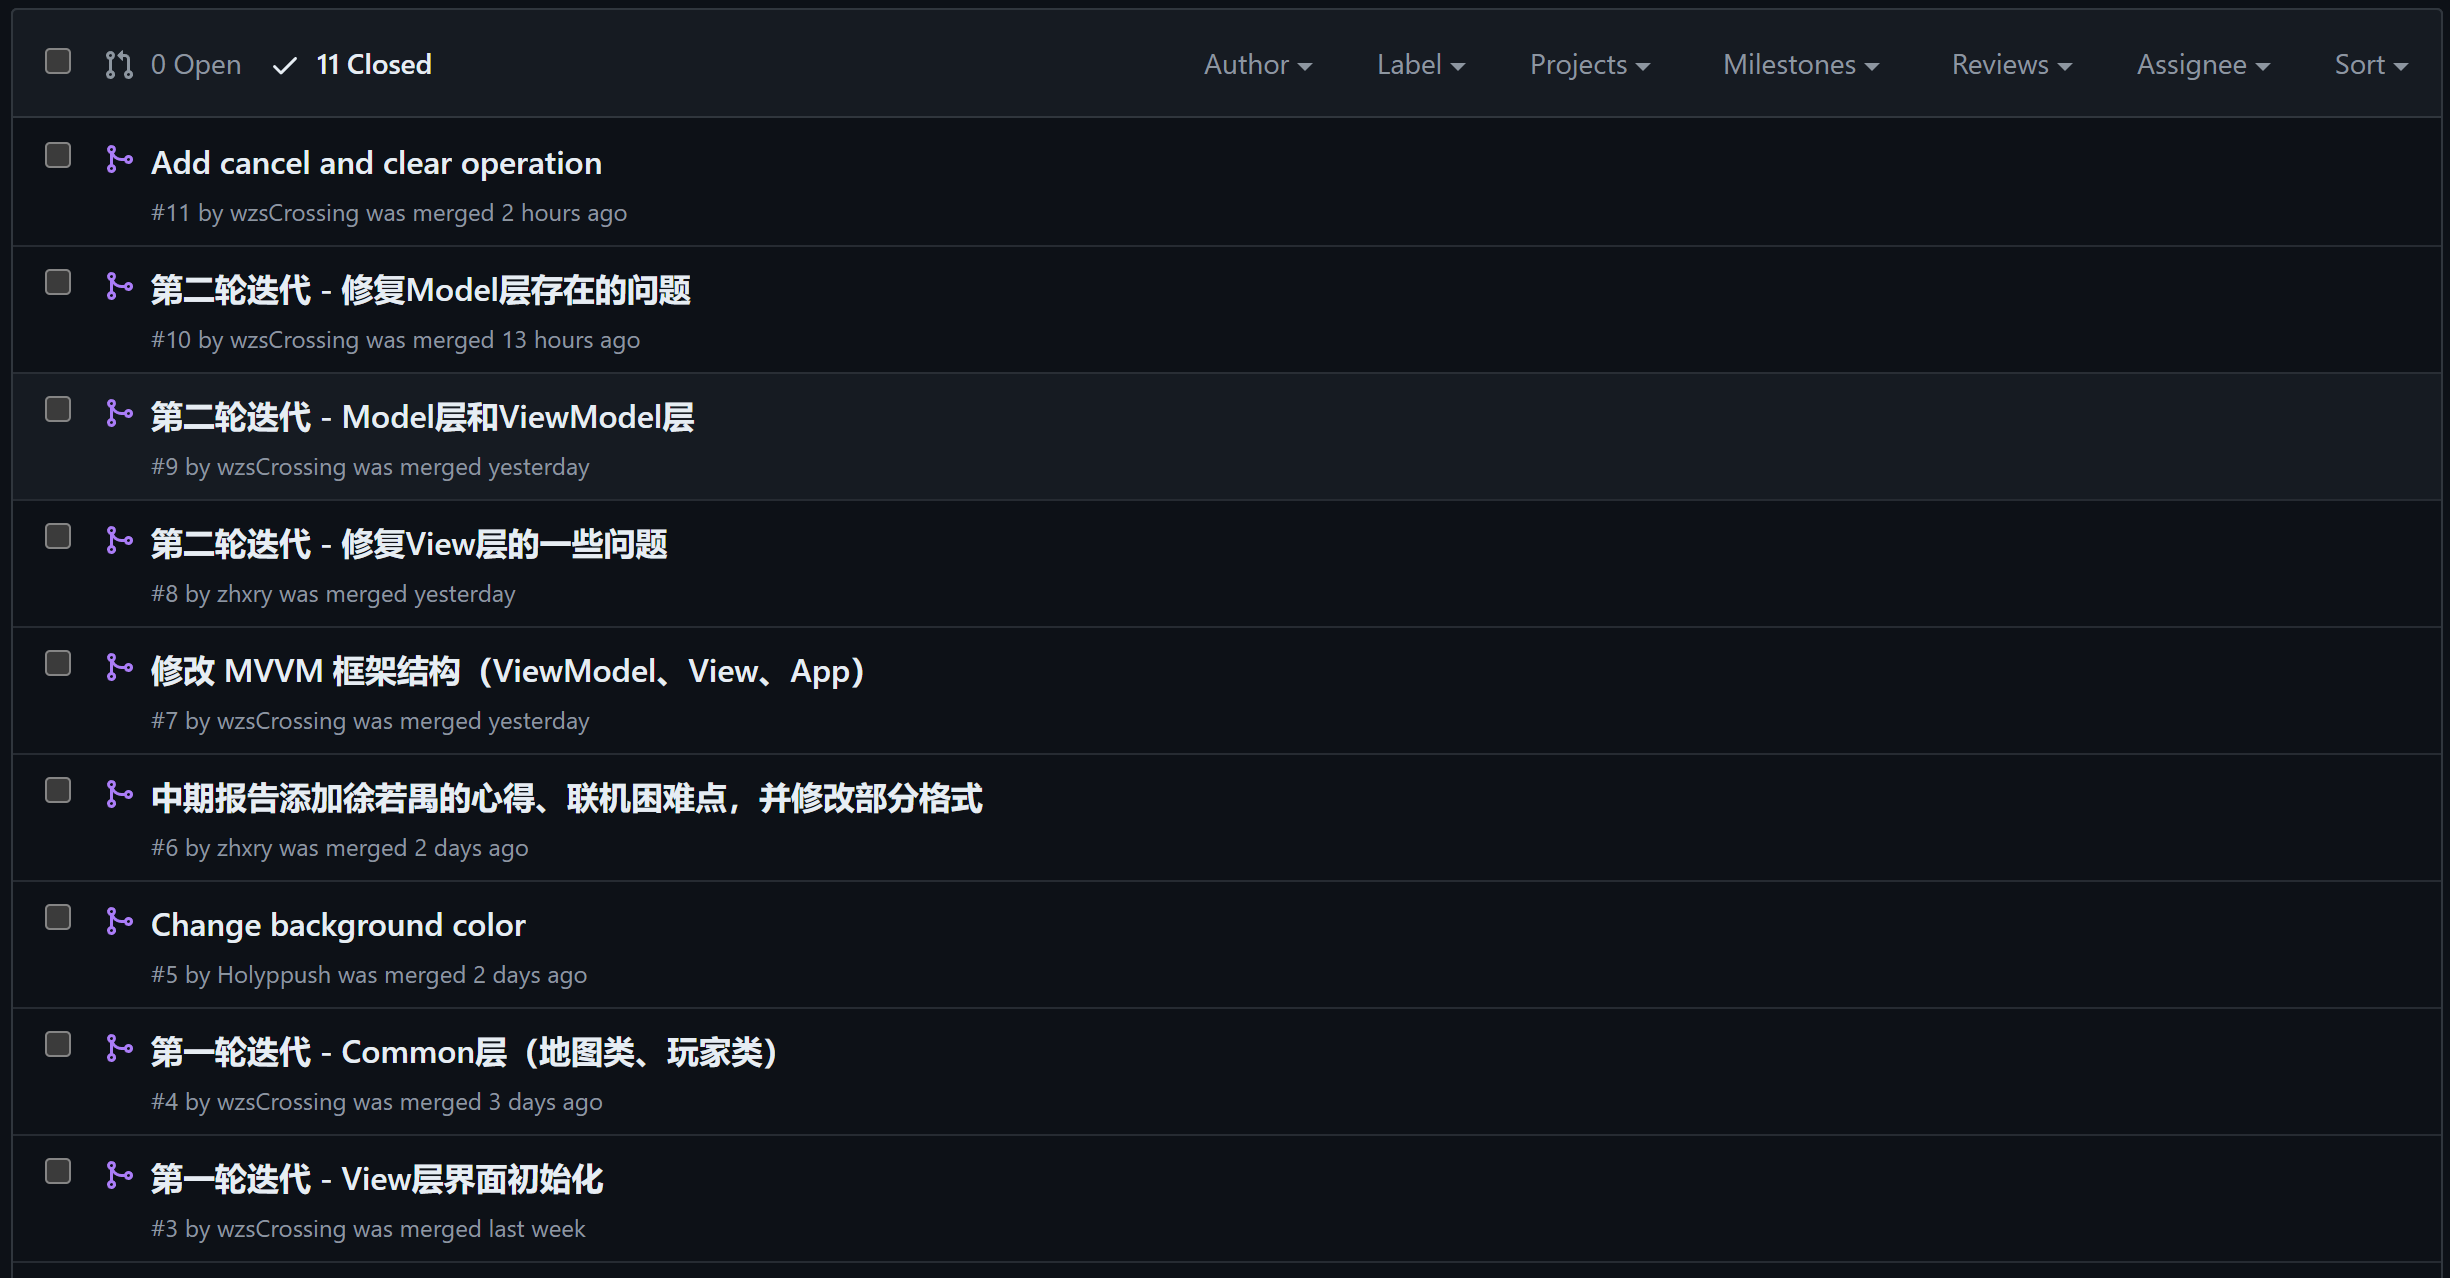 0 Open 11 Closed Author Label Projects Milestones Reviews Assignee Sort
Add cancel and clear operation
#11 by wzsCrossing was merged 2 hours ago
第二轮迭代 - 修复Model层存在的问题
#10 by wzsCrossing was merged 13 hours ago
第二轮迭代 - Model层和ViewModel层
#9 by wzsCrossing was merged yesterday
第二轮迭代 - 修复View层的一些问题
#8 by zhxry was merged yesterday
修改 MVVM 框架结构（ViewModel、View、App）
#7 by wzsCrossing was merged yesterday
中期报告添加徐若禺的心得、联机困难点，并修改部分格式
#6 by zhxry was merged 2 days ago
Change background color
#5 by Holyppush was merged 2 days ago
第一轮迭代 - Common层（地图类、玩家类）
#4 by wzsCrossing was merged 3 days ago
第一轮迭代 - View层界面初始化
#3 by wzsCrossing was merged last week